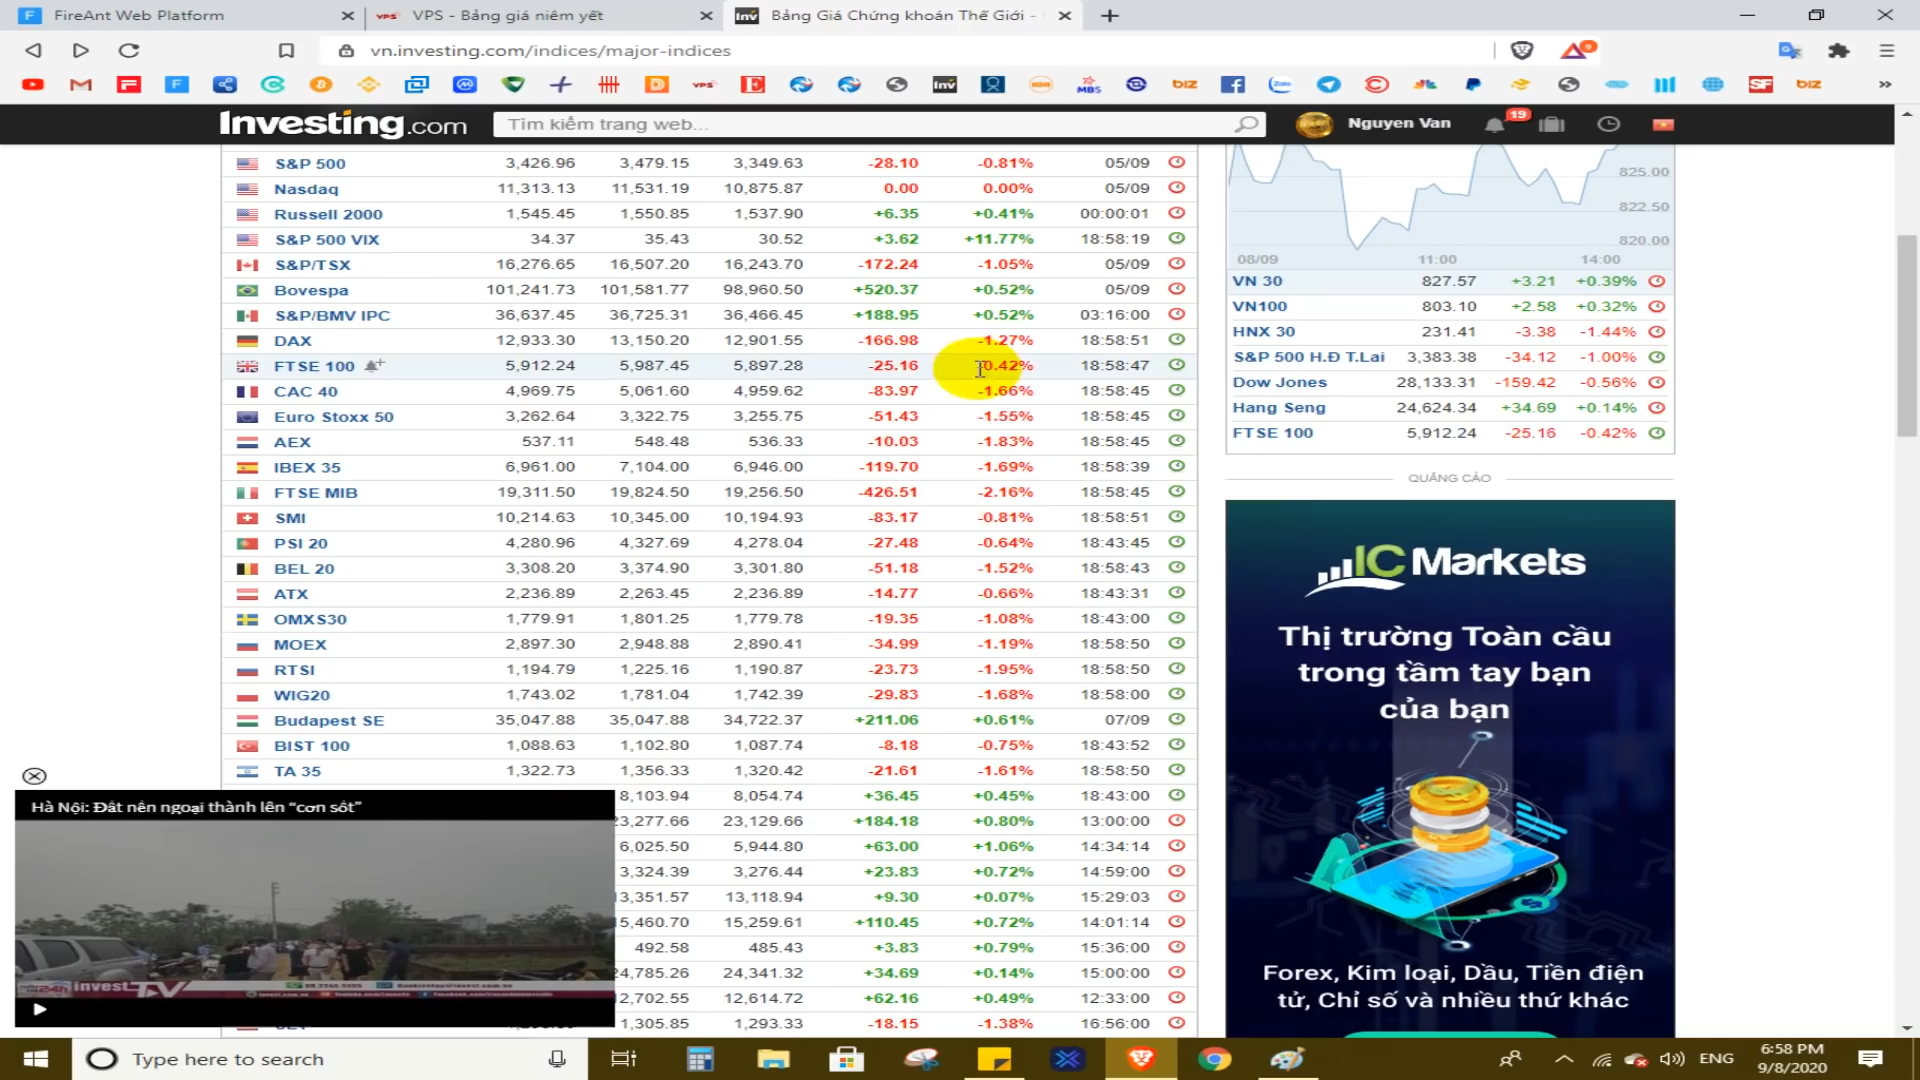 FireAnt Web Platform
VPS - Bảng giá niêm yết
Bảng Giá Chứng khoán Thế Giới -
vn.investing.com/indices/major-indices
Investing.com
Tìm kiếm trang web...
Nguyen Van
19
S&P 500 3,426.96 3,479.15 3,349.63 -28.10 -0.81% 05/09
Nasdaq 11,313.13 11,531.19 10,875.87 0.00 0.00% 05/09
Russell 2000 1,545.45 1,550.85 1,537.90 +6.35 +0.41% 00:00:01
S&P 500 VIX 34.37 35.43 30.52 +3.62 +11.77% 18:58:19
S&P/TSX 16,276.65 16,507.20 16,243.70 -172.24 -1.05% 05/09
Bovespa 101,241.73 101,581.77 98,960.50 +520.37 +0.52% 05/09
S&P/BMV IPC 36,637.45 36,725.31 36,466.45 +188.95 +0.52% 03:16:00
DAX 12,933.30 13,150.20 12,901.55 -166.98 -1.27% 18:58:51
FTSE 100 5,912.24 5,987.45 5,897.28 -25.16 -0.42% 18:58:47
CAC 40 4,969.75 5,061.60 4,959.62 -83.97 -1.66% 18:58:45
Euro Stoxx 50 3,262.64 3,322.75 3,255.75 -51.43 -1.55% 18:58:45
AEX 537.11 548.48 536.33 -10.03 -1.83% 18:58:45
IBEX 35 6,961.00 7,104.00 6,946.00 -119.70 -1.69% 18:58:39
FTSE MIB 19,311.50 19,824.50 19,256.50 -426.51 -2.16% 18:58:45
SMI 10,214.63 10,345.00 10,194.93 -83.17 -0.81% 18:58:51
PSI 20 4,280.96 4,327.69 4,278.04 -27.48 -0.64% 18:43:45
BEL 20 3,308.20 3,374.90 3,301.80 -51.18 -1.52% 18:58:43
ATX 2,236.89 2,263.45 2,236.89 -14.77 -0.66% 18:43:31
OMXS30 1,779.91 1,801.25 1,779.78 -19.35 -1.08% 18:43:00
MOEX 2,897.30 2,948.88 2,890.41 -34.99 -1.19% 18:58:50
RTSI 1,194.79 1,225.16 1,190.87 -23.73 -1.95% 18:58:50
WIG20 1,743.02 1,781.04 1,742.39 -29.83 -1.68% 18:58:00
Budapest SE 35,047.88 35,047.88 34,722.37 +211.06 +0.61% 07/09
BIST 100 1,088.63 1,102.80 1,087.74 -8.18 -0.75% 18:43:52
TA 35 1,322.73 1,356.33 1,320.42 -21.61 -1.61% 18:58:50
8,103.94 8,054.74 +36.45 +0.45% 18:43:00
23,277.66 23,129.66 +184.18 +0.80% 13:00:00
6,025.50 5,944.80 +63.00 +1.06% 14:34:14
3,324.39 3,276.44 +23.83 +0.72% 14:59:00
13,351.57 13,118.94 +9.30 +0.07% 15:29:03
15,460.70 15,259.61 +110.45 +0.72% 14:01:14
492.58 485.43 +3.83 +0.79% 15:36:00
24,785.26 24,341.32 +34.69 +0.14% 15:00:00
12,702.55 12,614.72 +62.16 +0.49% 12:33:00
1,305.85 1,293.33 -18.15 -1.38% 16:56:00
Hà Nội: Đất nền ngoại thành lên “cơn sốt”
24h
investTV
825.00
822.50
820.00
08/09 11:00 14:00
VN 30 827.57 +3.21 +0.39%
VN100 803.10 +2.58 +0.32%
HNX 30 231.41 -3.38 -1.44%
S&P 500 H.Đ T.Lai 3,383.38 -34.12 -1.00%
Dow Jones 28,133.31 -159.42 -0.56%
Hang Seng 24,624.34 +34.69 +0.14%
FTSE 100 5,912.24 -25.16 -0.42%
QUẢNG CÁO
IC Markets
Thị trường Toàn cầu
trong tầm tay bạn
của bạn
Forex, Kim loại, Dầu, Tiền điện
tử, Chỉ số và nhiều thứ khác
Type here to search
ENG
6:58 PM
9/8/2020